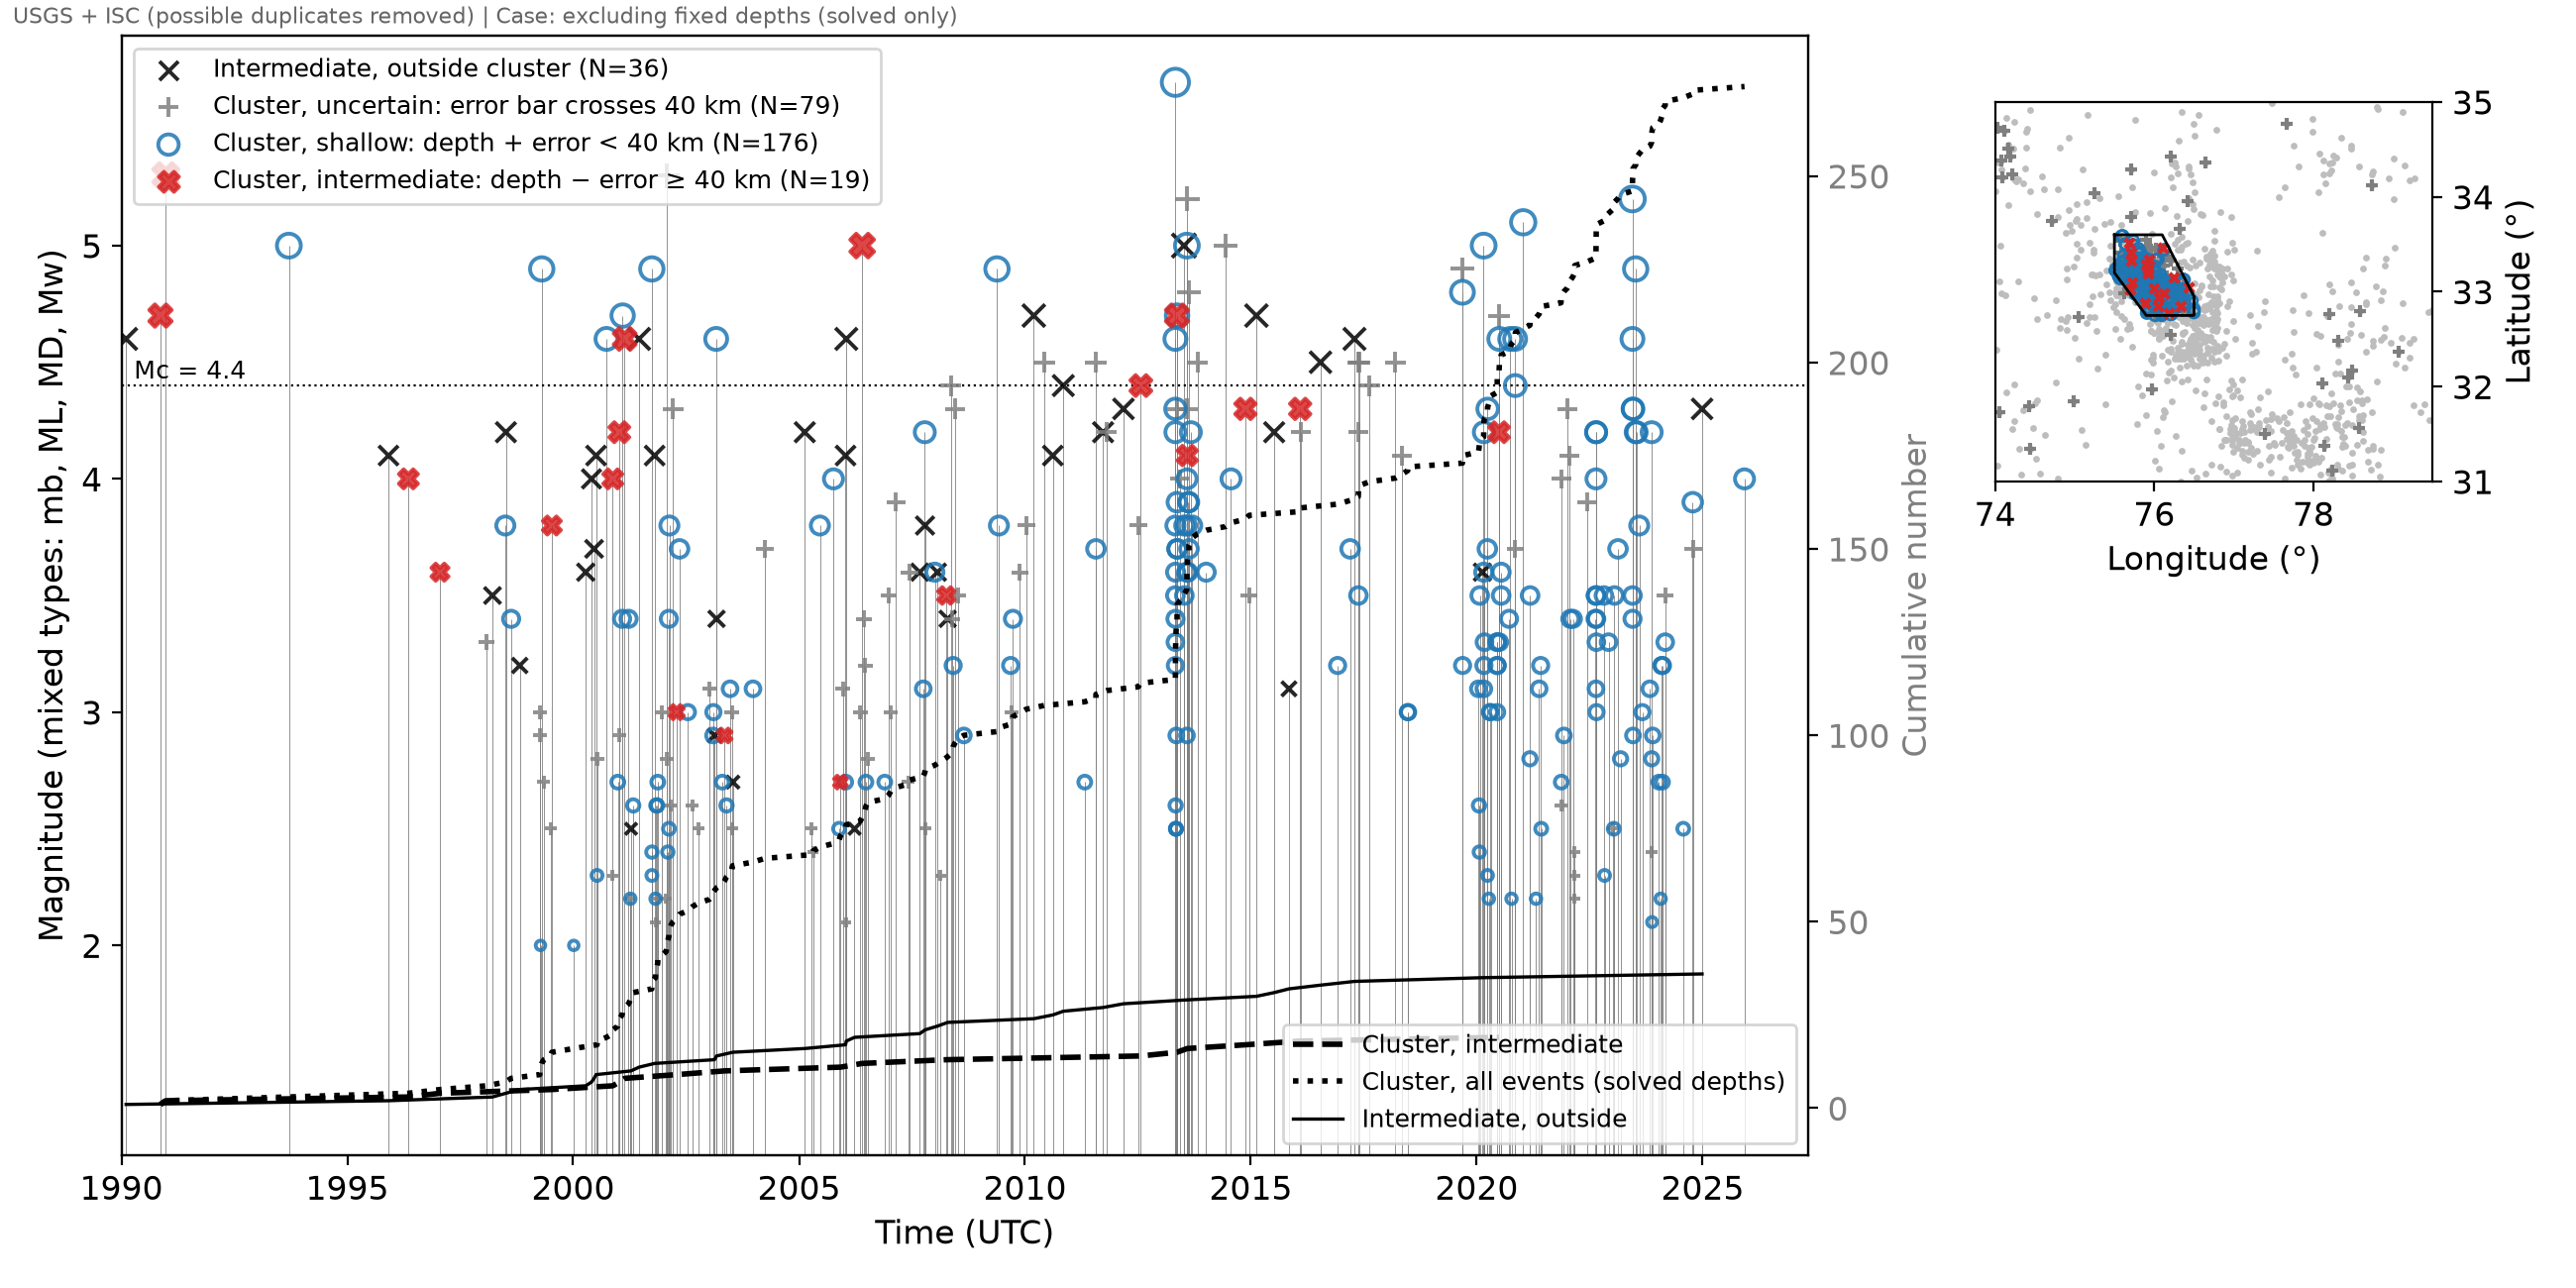 USGS + ISC (possible duplicates removed) | Case: excluding fixed depths (solved only)
Intermediate, outside cluster (N=36)
Cluster, uncertain: error bar crosses 40 km (N=79)
Cluster, shallow: depth + error < 40 km (N=176)
Cluster, intermediate: depth − error ≥ 40 km (N=19)
Mc = 4.4
Magnitude (mixed types: mb, ML, MD, Mw)
5
4
3
2
1990
1995
2000
2005
2010
2015
2020
2025
Time (UTC)
250
200
150
100
50
0
Cumulative number
Cluster, intermediate
Cluster, all events (solved depths)
Intermediate, outside
35
34
33
32
31
Latitude (°)
74
76
78
Longitude (°)